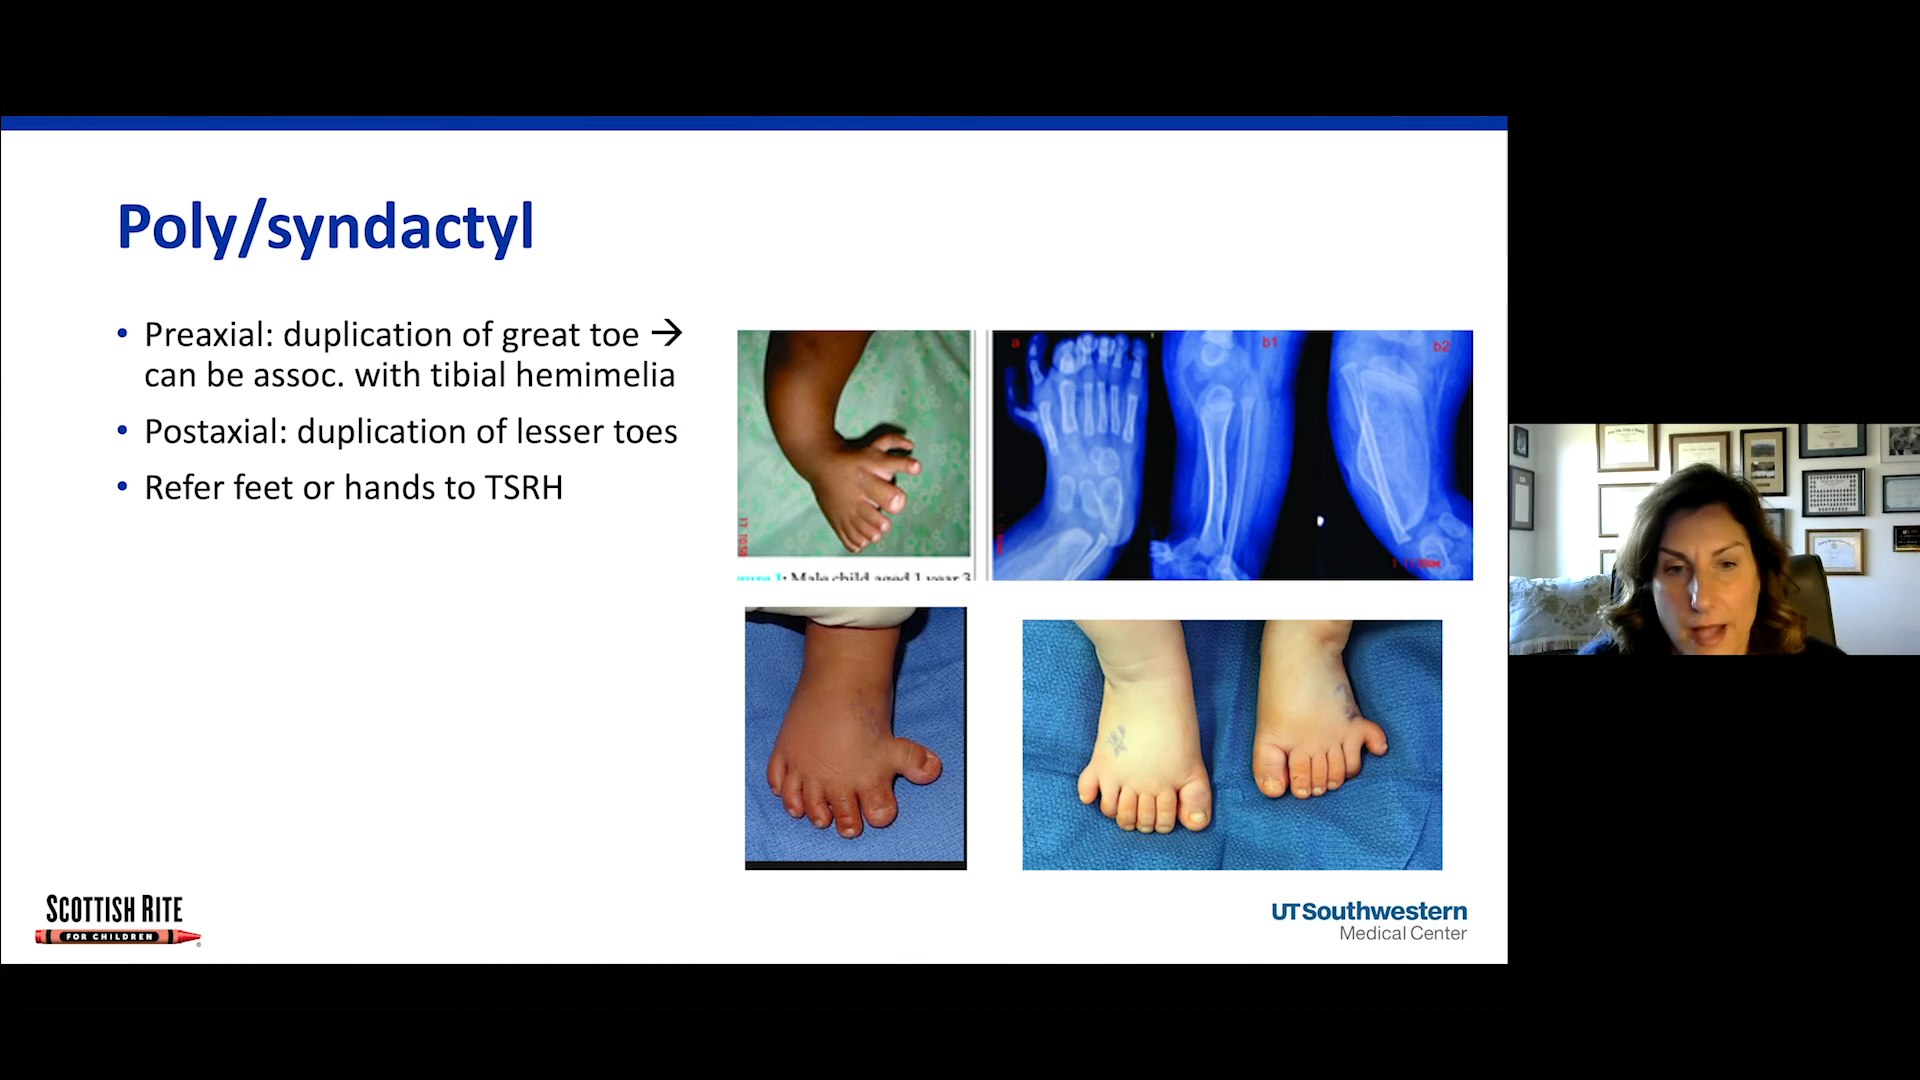 Poly/syndactyl
• Preaxial: duplication of great toe →
can be assoc. with tibial hemimelia
• Postaxial: duplication of lesser toes
• Refer feet or hands to TSRH
a
b1
b2
: Male child aged 1 year 3
SCOTTISH RITE
FOR CHILDREN
UTSouthwestern
Medical Center